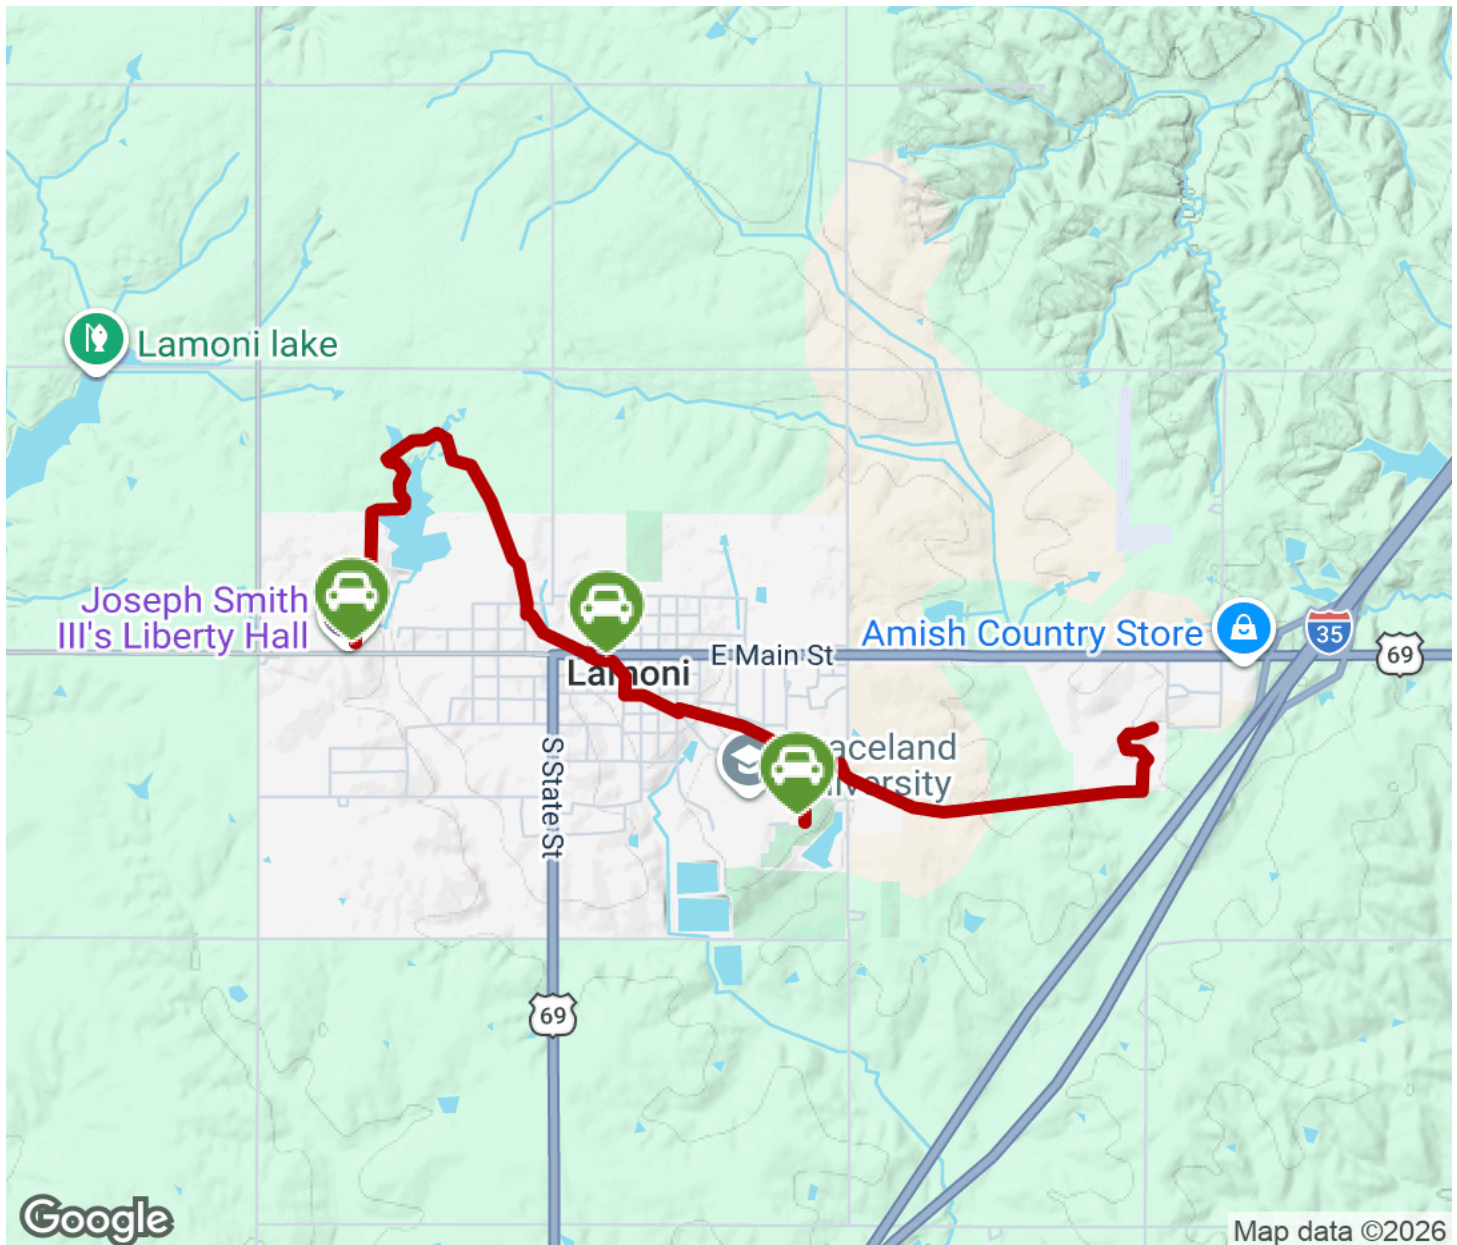 Lamoni lake
Joseph Smith
III's Liberty Hall
Amish Country Store
35
69
E Main St
Lamoni
S State St
69
Google
Map data ©2026